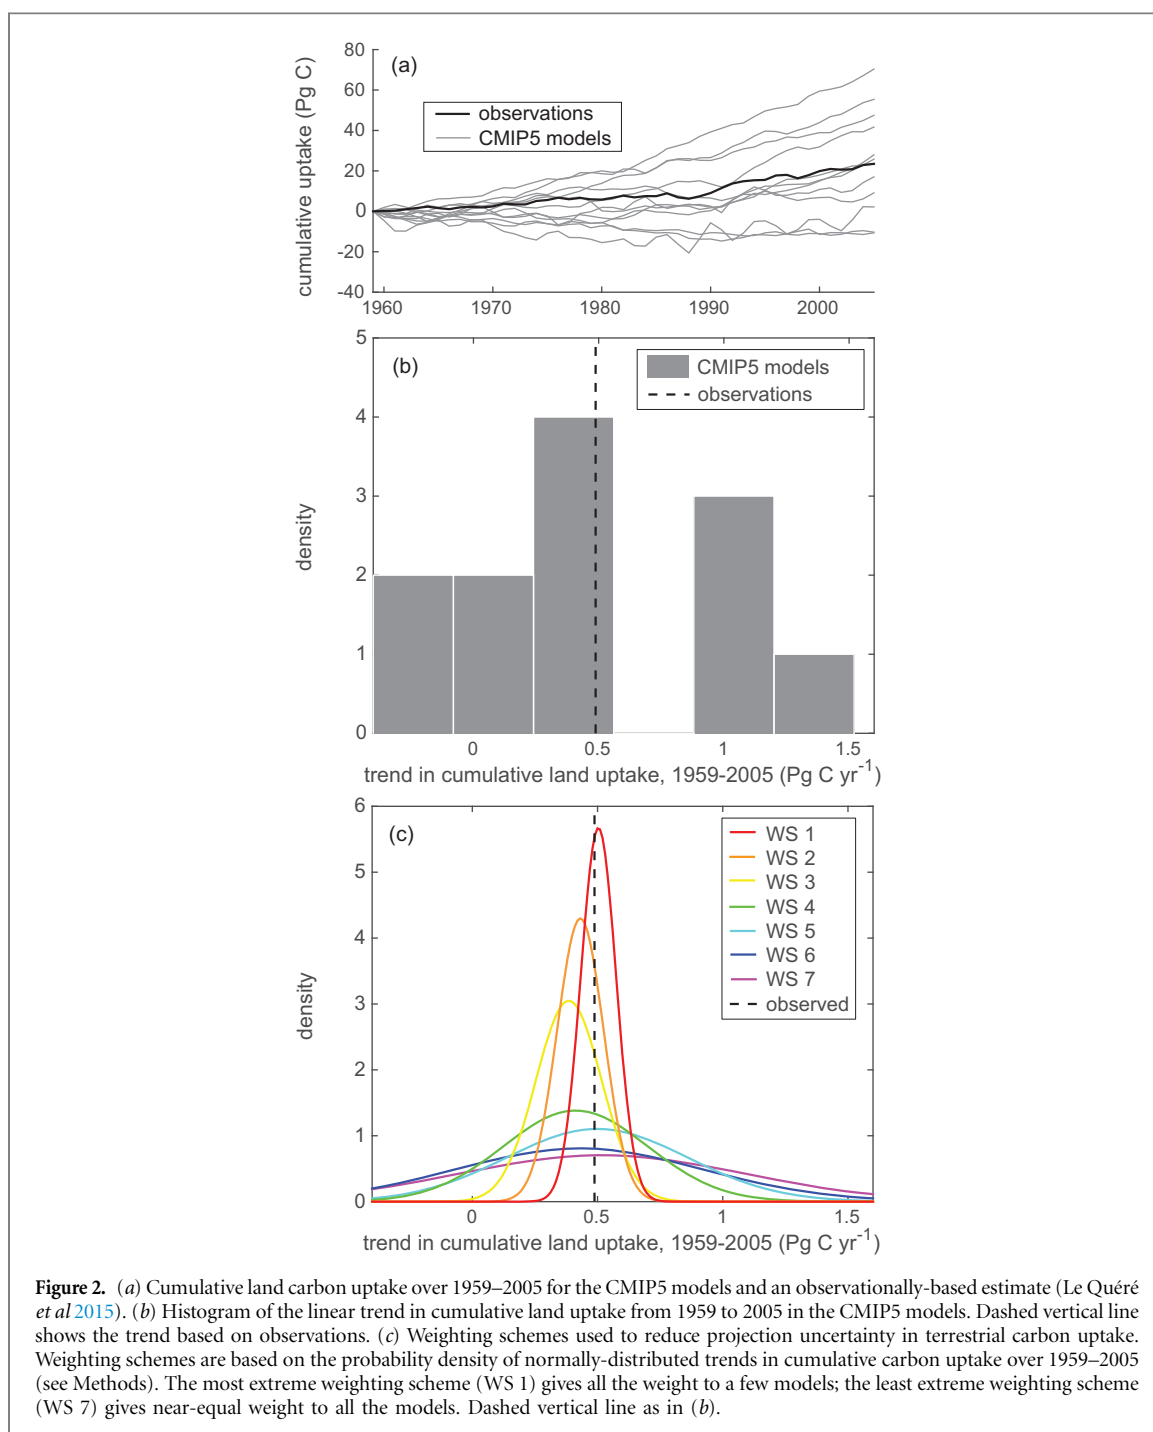 80
60
40
20
0
-20
-40
cumulative uptake (Pg C)
(a)
observations
CMIP5 models
1960 1970 1980 1990 2000
5
4
3
2
1
0
density
(b)
CMIP5 models
observations
0 0.5 1 1.5
trend in cumulative land uptake, 1959-2005 (Pg C yr⁻¹)
6
5
4
3
2
1
0
density
(c)
WS 1
WS 2
WS 3
WS 4
WS 5
WS 6
WS 7
observed
0 0.5 1 1.5
trend in cumulative land uptake, 1959-2005 (Pg C yr⁻¹)
Figure 2. (a) Cumulative land carbon uptake over 1959–2005 for the CMIP5 models and an observationally-based estimate (Le Quéré
et al 2015). (b) Histogram of the linear trend in cumulative land uptake from 1959 to 2005 in the CMIP5 models. Dashed vertical line
shows the trend based on observations. (c) Weighting schemes used to reduce projection uncertainty in terrestrial carbon uptake.
Weighting schemes are based on the probability density of normally-distributed trends in cumulative carbon uptake over 1959–2005
(see Methods). The most extreme weighting scheme (WS 1) gives all the weight to a few models; the least extreme weighting scheme
(WS 7) gives near-equal weight to all the models. Dashed vertical line as in (b).